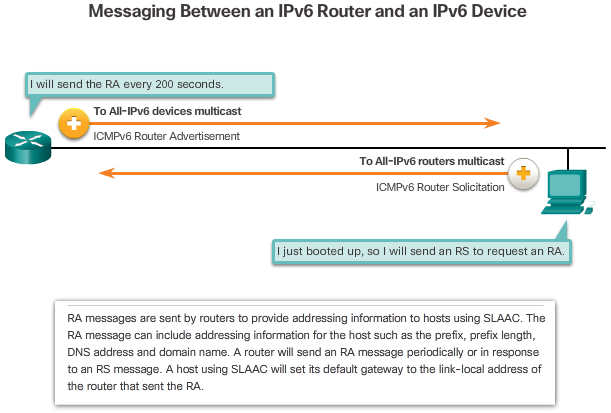 Messaging Between an IPv6 Router and an IPv6 Device
I will send the RA every 200 seconds.
To All-IPv6 devices multicast
ICMPv6 Router Advertisement
To All-IPv6 routers multicast
ICMPv6 Router Solicitation
I just booted up, so I will send an RS to request an RA.
RA messages are sent by routers to provide addressing information to hosts using SLAAC. The
RA message can include addressing information for the host such as the prefix, prefix length,
DNS address and domain name. A router will send an RA message periodically or in response
to an RS message. A host using SLAAC will set its default gateway to the link-local address of
the router that sent the RA.